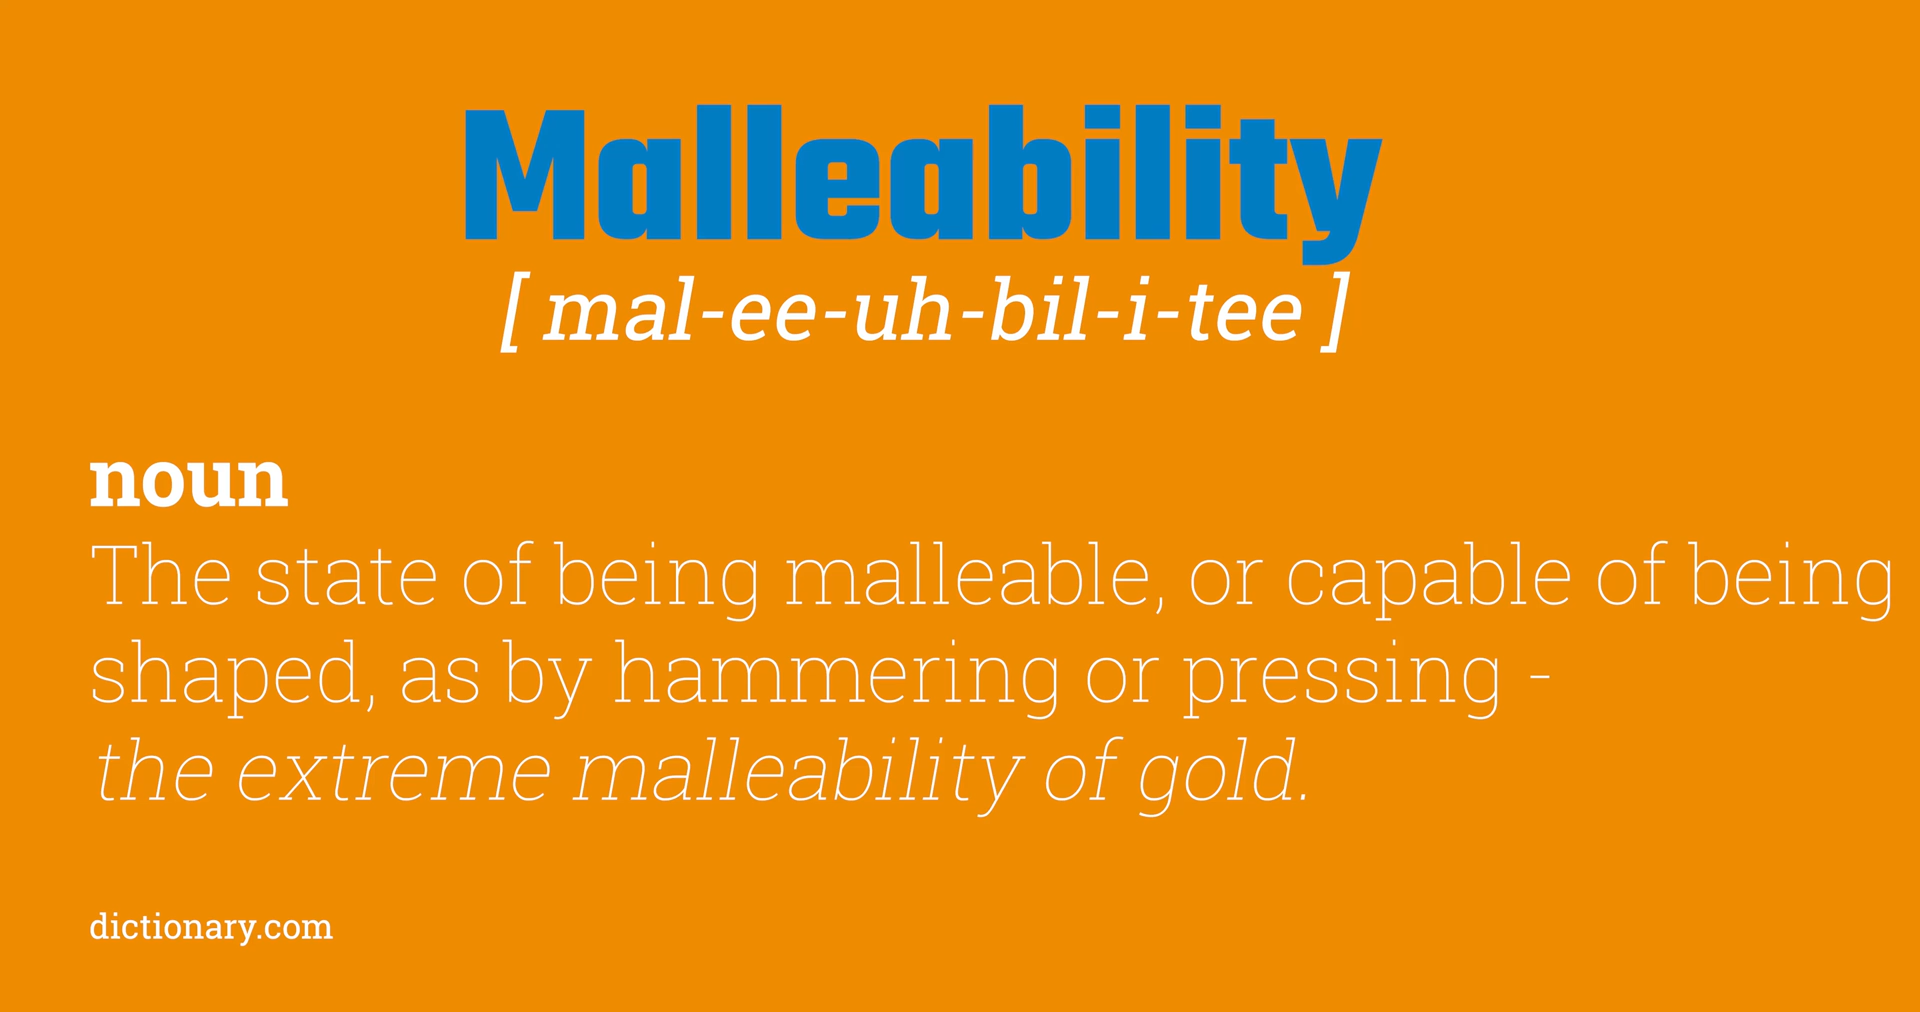 Malleability
[ mal-ee-uh-bil-i-tee ]
noun
The state of being malleable, or capable of being
shaped, as by hammering or pressing -
the extreme malleability of gold.
dictionary.com